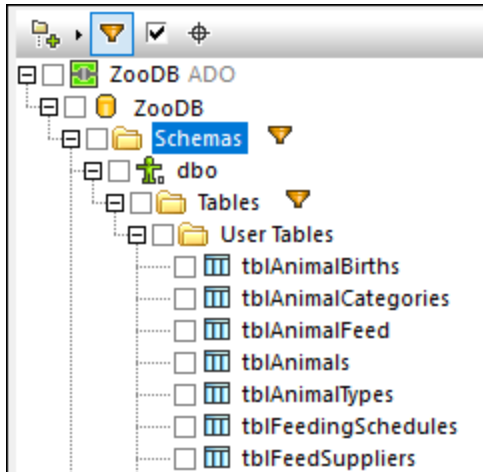 ZooDB ADO
ZooDB
Schemas
dbo
Tables
User Tables
tblAnimalBirths
tblAnimalCategories
tblAnimalFeed
tblAnimals
tblAnimalTypes
tblFeedingSchedules
tblFeedSuppliers